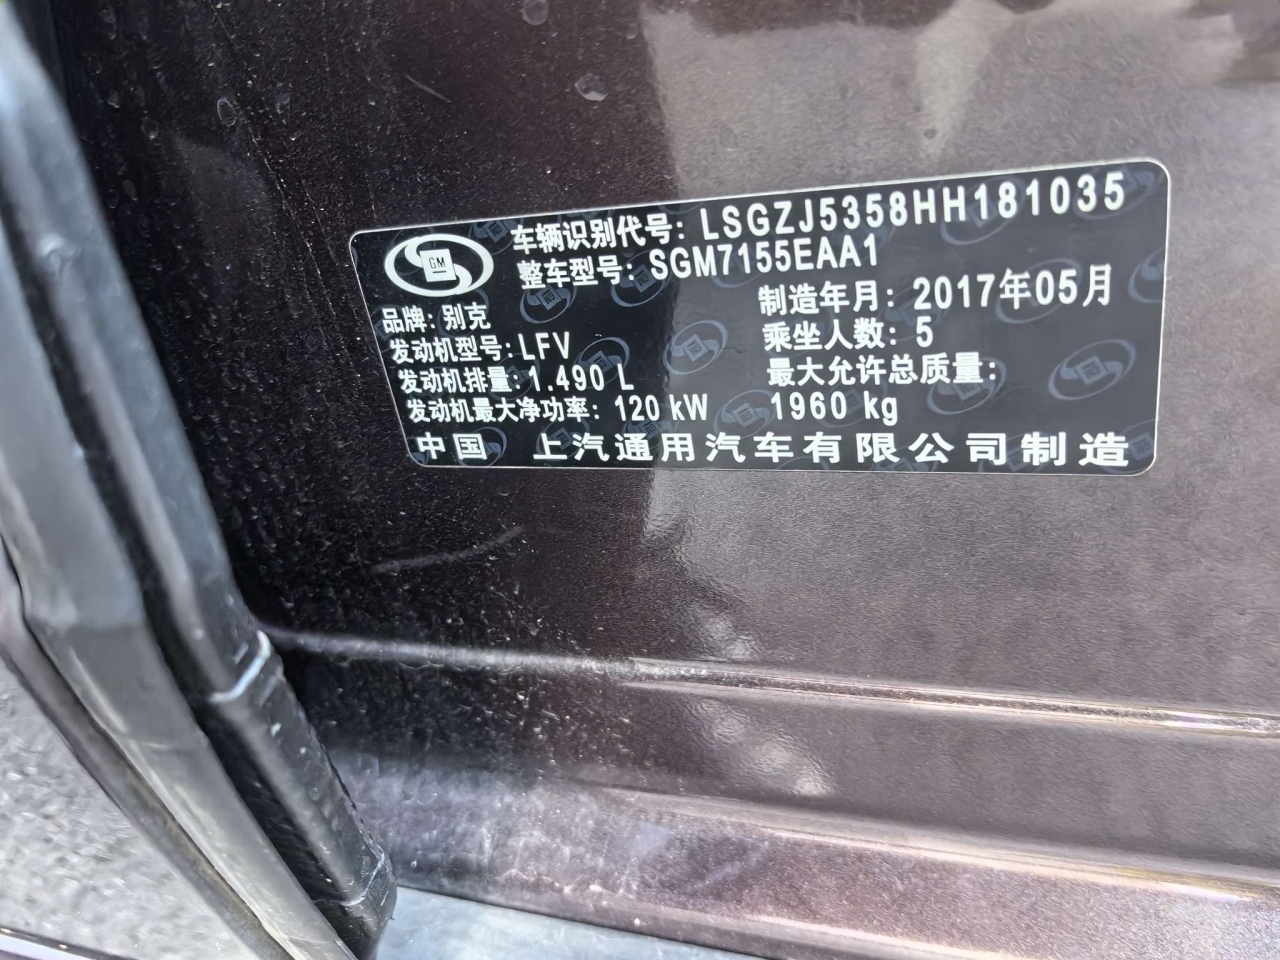 GM
车辆识别代号: LSGZJ5358HH181035
整车型号: SGM7155EAA1
品牌: 别克
制造年月: 2017年05月
发动机型号: LFV
乘坐人数: 5
发动机排量: 1.490 L
最大允许总质量:
发动机最大净功率: 120 kW
1960 kg
中国 上汽通用汽车有限公司制造